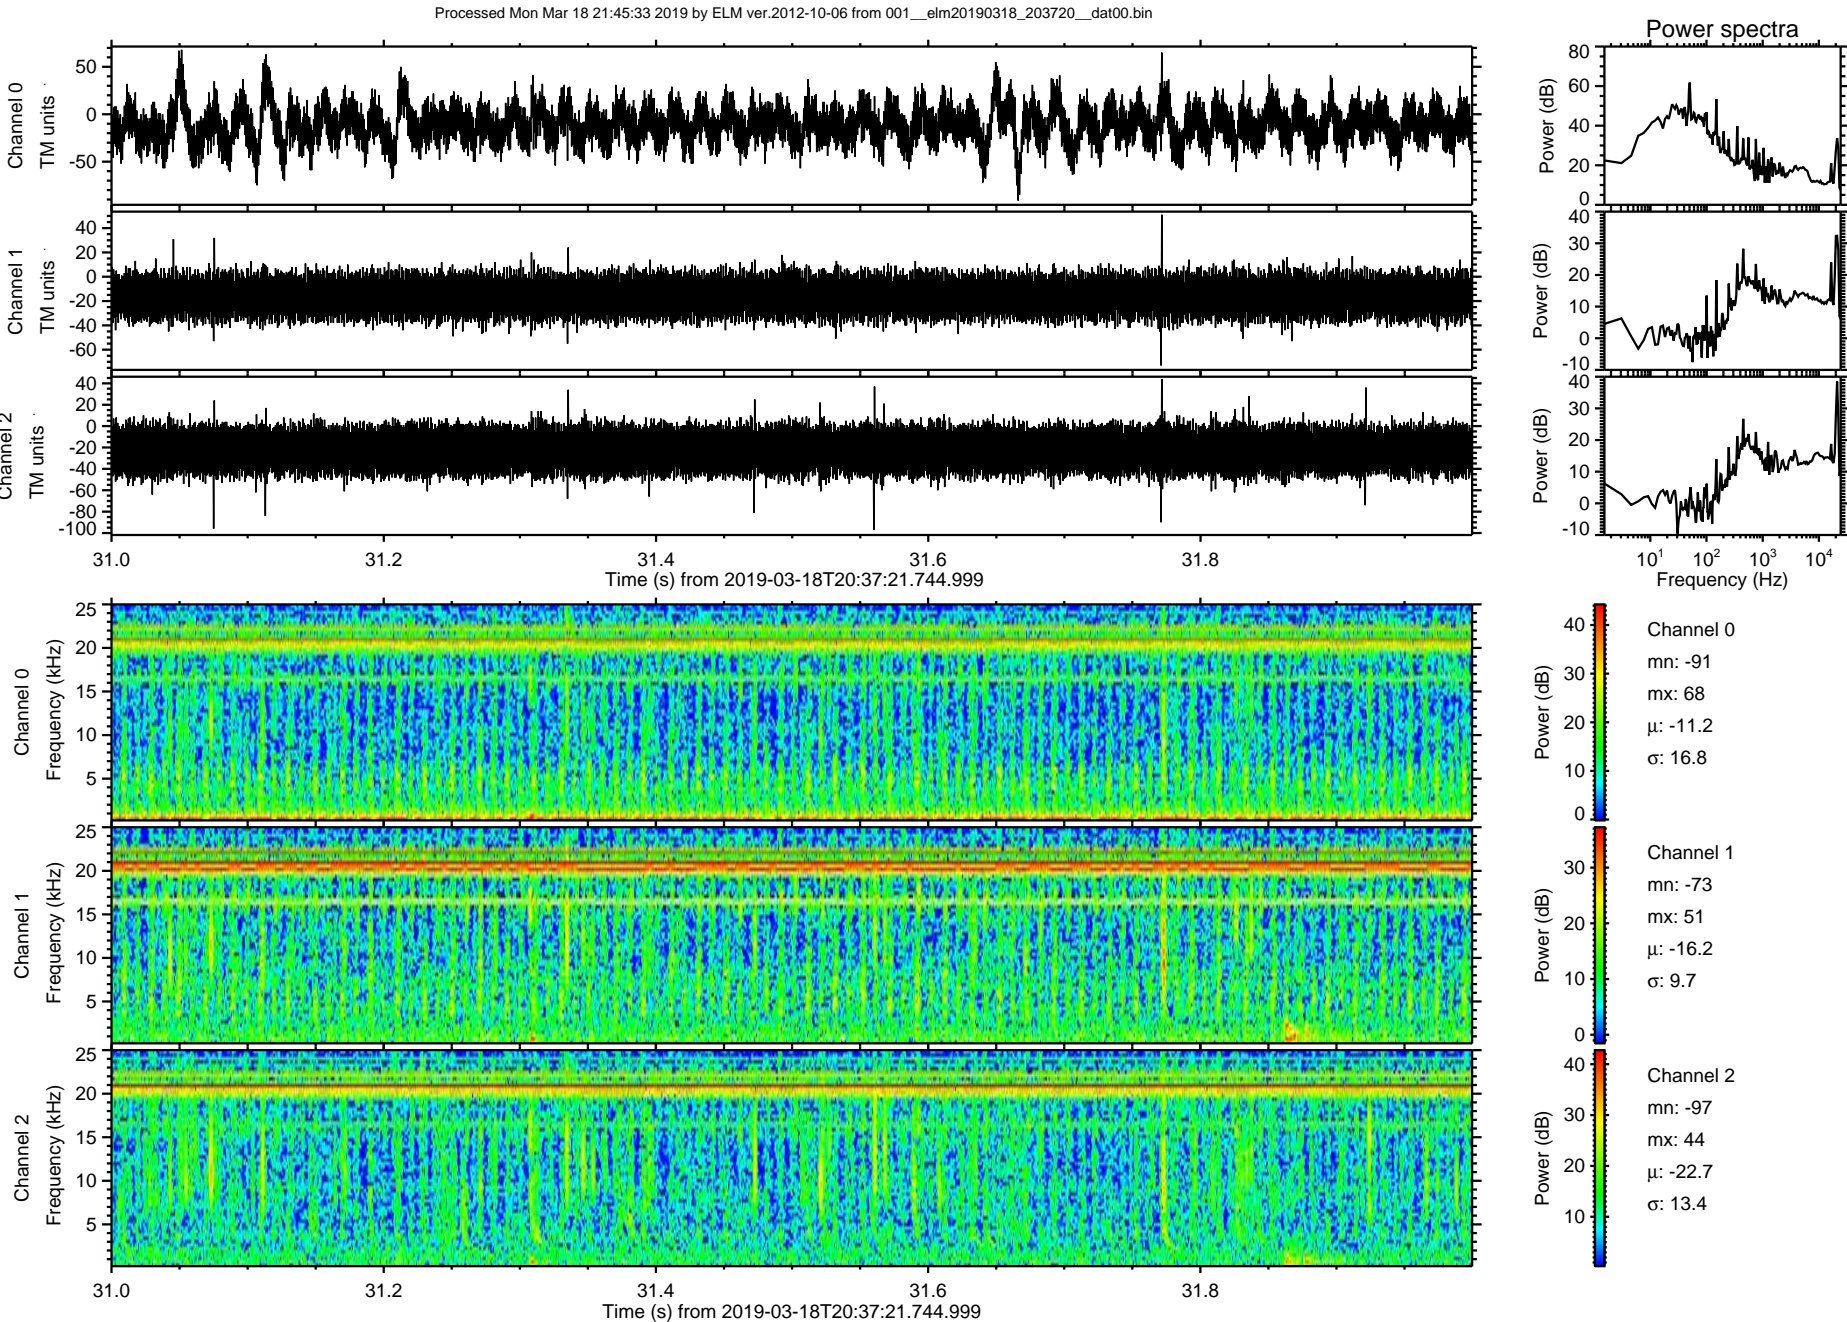 Processed Mon Mar 18 21:45:33 2019 by ELM ver.2012-10-06 from 001__elm20190318_203720__dat00.bin
Power spectra
Channel 0
TM units
50
0
-50
Power (dB)
80
60
40
20
0
Channel 1
TM units
40
20
0
-20
-40
-60
Power (dB)
40
30
20
10
0
-10
Channel 2
TM units
40
20
0
-20
-40
-60
-80
-100
Power (dB)
40
30
20
10
0
-10
31.0 31.2 31.4 31.6 31.8
Time (s) from 2019-03-18T20:37:21.744.999
10¹ 10² 10³ 10⁴
Frequency (Hz)
Channel 0
Frequency (kHz)
25
20
15
10
5
Power (dB)
40
30
20
10
0
Channel 0
mn: -91
mx: 68
μ: -11.2
σ: 16.8
Channel 1
Frequency (kHz)
25
20
15
10
5
Power (dB)
30
20
10
0
Channel 1
mn: -73
mx: 51
μ: -16.2
σ: 9.7
Channel 2
Frequency (kHz)
25
20
15
10
5
Power (dB)
40
30
20
10
Channel 2
mn: -97
mx: 44
μ: -22.7
σ: 13.4
31.0 31.2 31.4 31.6 31.8
Time (s) from 2019-03-18T20:37:21.744.999